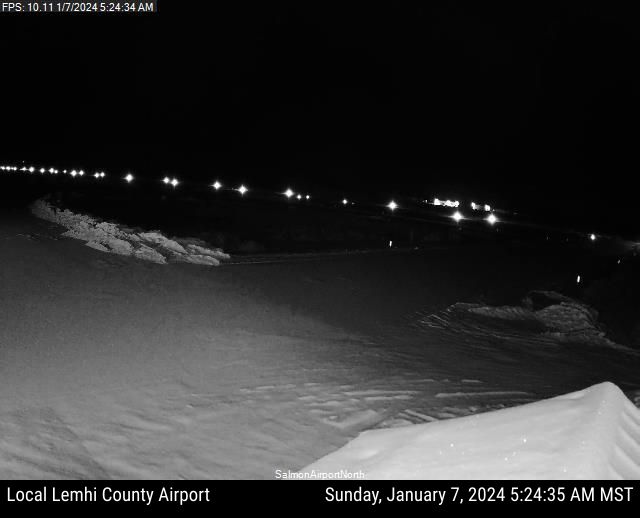 FPS: 10.11 1/7/2024 5:24:34 AM
SalmonAirportNorth
Local Lemhi County Airport
Sunday, January 7, 2024 5:24:35 AM MST